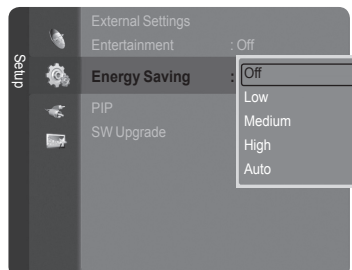 Setup
External Settings
Entertainment : Off
Energy Saving :
Off
Low
Medium
High
Auto
PIP
SW Upgrade